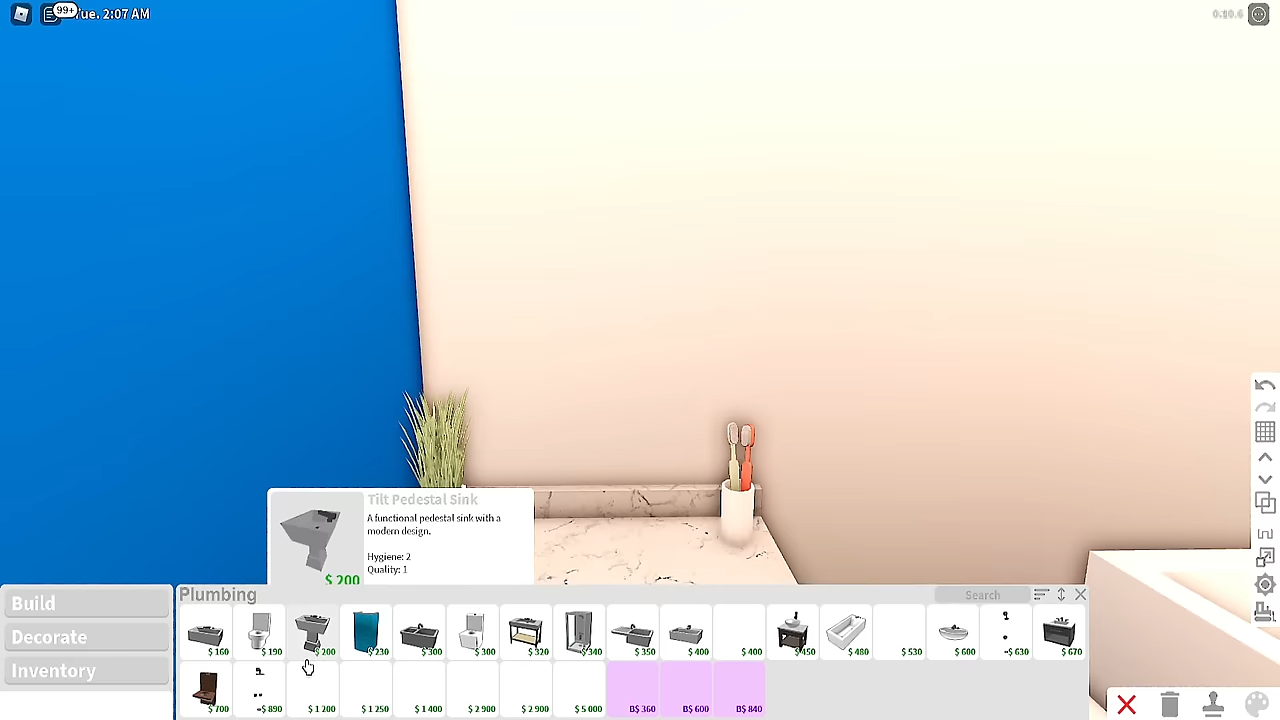 99+
Tue. 2:07 AM
0:10.6
Tilt Pedestal Sink
A functional pedestal sink with a
modern design.
Hygiene: 2
Quality: 1
$ 200
Build
Decorate
Inventory
Plumbing
Search
$ 160
$ 190
$ 200
$ 230
$ 300
$ 300
$ 320
$ 340
$ 350
$ 400
$ 400
$ 450
$ 480
$ 530
$ 600
~$ 630
$ 670
$ 700
~$ 890
$ 1 200
$ 1 250
$ 1 400
$ 2 900
$ 2 900
$ 5 000
B$ 360
B$ 600
B$ 840